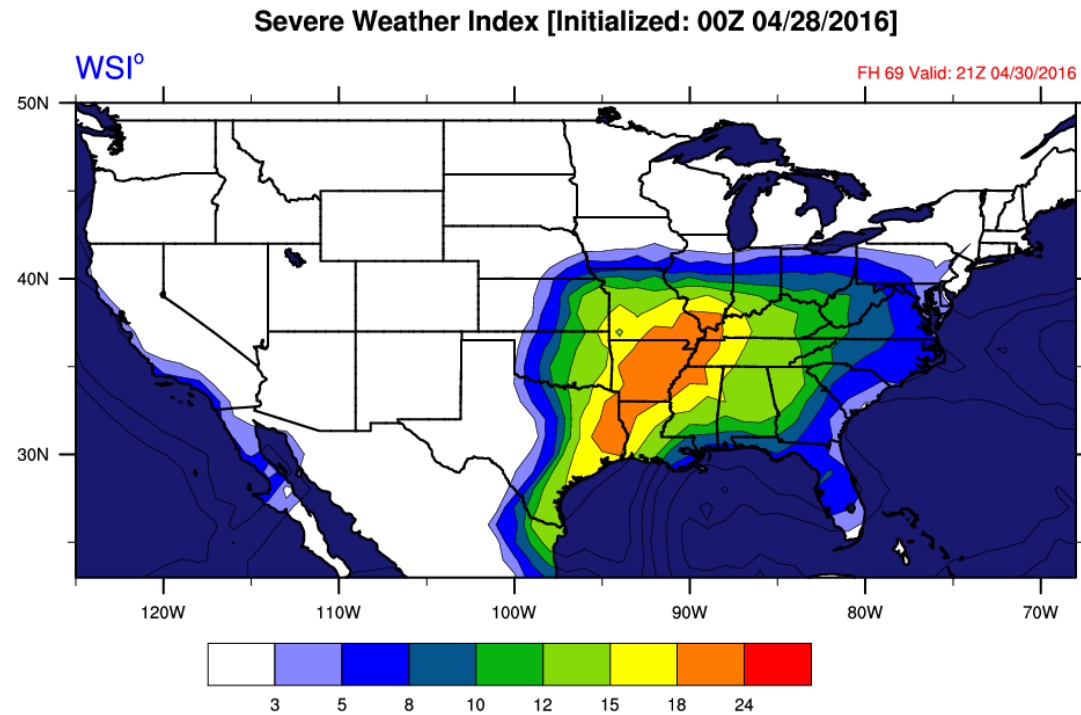 Severe Weather Index [Initialized: 00Z 04/28/2016]
WSI°
FH 69 Valid: 21Z 04/30/2016
50N
40N
30N
120W 110W 100W 90W 80W 70W
3 5 8 10 12 15 18 24